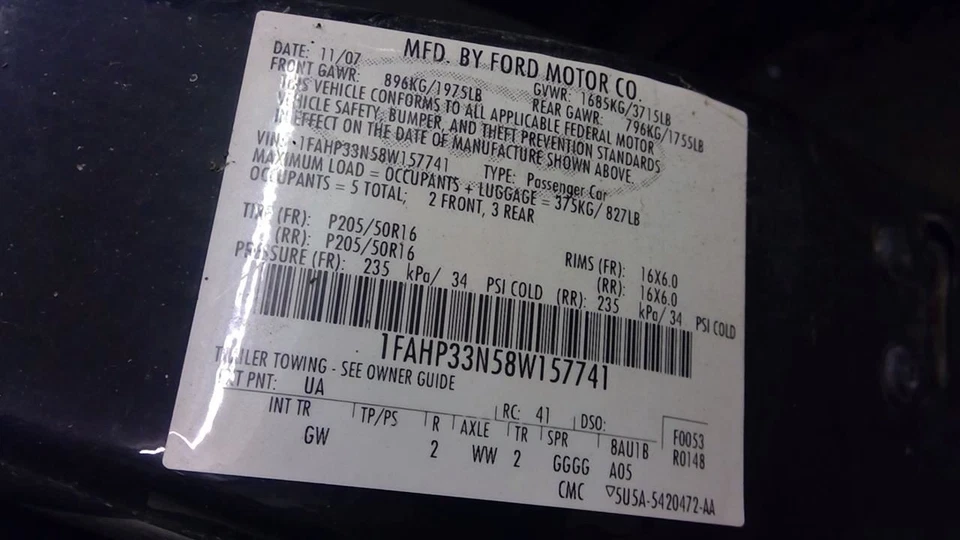 MFD. BY FORD MOTOR CO.
DATE: 11/07 GVWR: 1685KG/3715LB
FRONT GAWR: 896KG/1975LB REAR GAWR: 796KG/1755LB
THIS VEHICLE CONFORMS TO ALL APPLICABLE FEDERAL MOTOR
VEHICLE SAFETY, BUMPER, AND THEFT PREVENTION STANDARDS
IN EFFECT ON THE DATE OF MANUFACTURE SHOWN ABOVE
VIN: 1FAHP33N58W157741 TYPE: Passenger Car
MAXIMUM LOAD = OCCUPANTS + LUGGAGE = 375KG/ 827LB
OCCUPANTS = 5 TOTAL; 2 FRONT, 3 REAR
TIRE (FR): P205/50R16 RIMS (FR): 16X6.0
(RR): P205/50R16 (RR): 16X6.0
PRESSURE (FR): 235 kPa/ 34 PSI COLD (RR): 235 kPa/ 34 PSI COLD
1FAHP33N58W157741
TRAILER TOWING - SEE OWNER GUIDE
EXT PNT: UA RC: 41 DSO: F0053
INT TR TP/PS R AXLE TR SPR 8AU1B R0148
GW 2 WW 2 GGGG A05
CMC ▽5U5A-5420472-AA